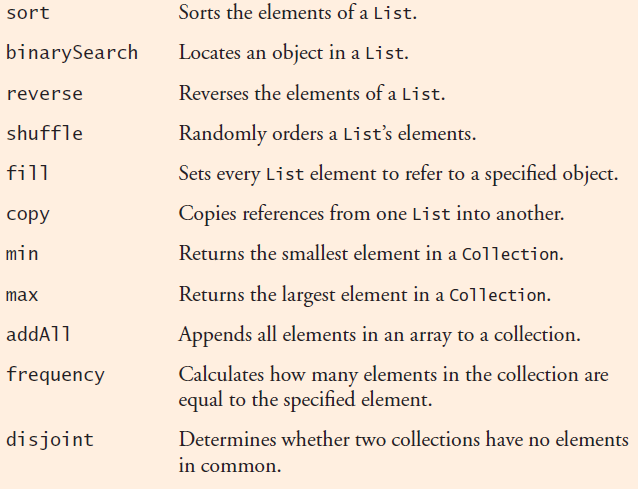 sort Sorts the elements of a List.
binarySearch Locates an object in a List.
reverse Reverses the elements of a List.
shuffle Randomly orders a List’s elements.
fill Sets every List element to refer to a specified object.
copy Copies references from one List into another.
min Returns the smallest element in a Collection.
max Returns the largest element in a Collection.
addAll Appends all elements in an array to a collection.
frequency Calculates how many elements in the collection are
equal to the specified element.
disjoint Determines whether two collections have no elements
in common.